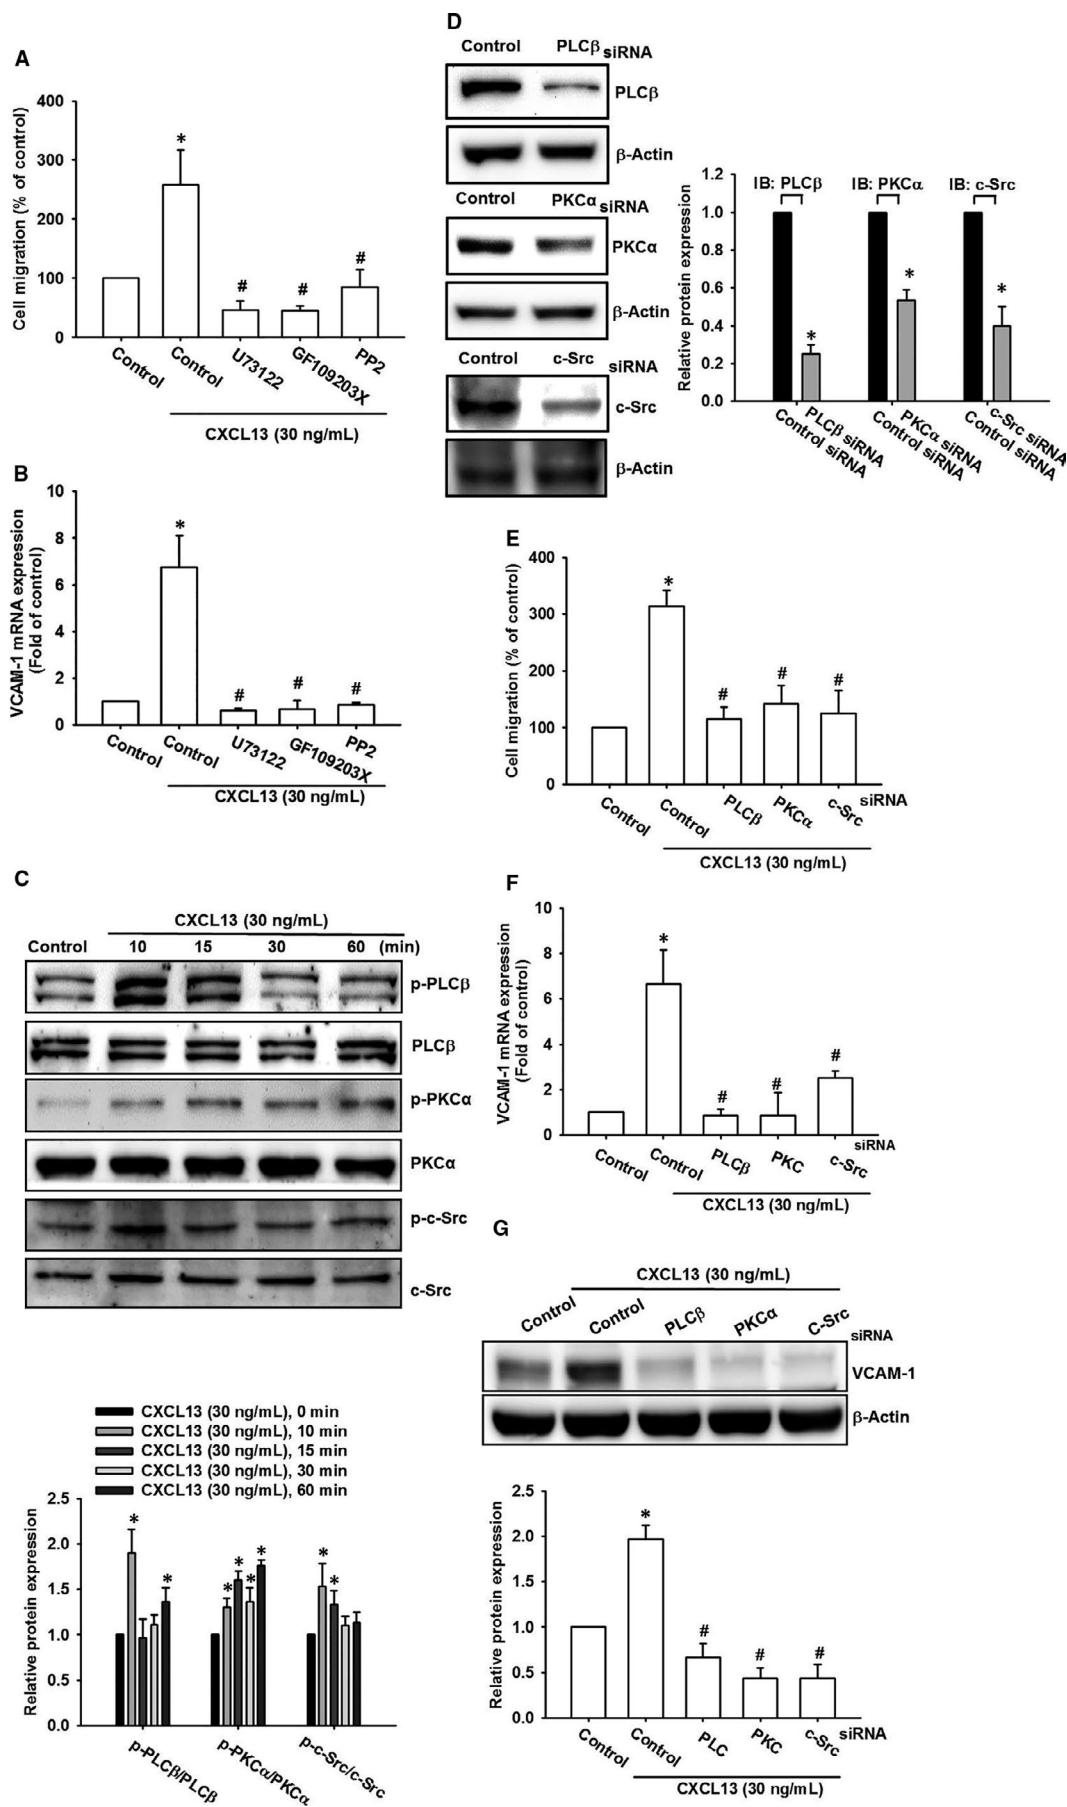 A
Cell migration (% of control)
400
300
200
100
0
*
#
#
#
Control
Control
U73122
GF109203X
PP2
CXCL13 (30 ng/mL)
B
VCAM-1 mRNA expression
(Fold of control)
10
8
6
4
2
0
*
#
#
#
Control
Control
U73122
GF109203X
PP2
CXCL13 (30 ng/mL)
C
CXCL13 (30 ng/mL)
Control 10 15 30 60 (min)
p-PLCβ
PLCβ
p-PKCα
PKCα
p-c-Src
c-Src
CXCL13 (30 ng/mL), 0 min
CXCL13 (30 ng/mL), 10 min
CXCL13 (30 ng/mL), 15 min
CXCL13 (30 ng/mL), 30 min
CXCL13 (30 ng/mL), 60 min
Relative protein expression
2.5
2.0
1.5
1.0
0.5
0.0
*
*
*
*
*
*
*
*
p-PLCβ/PLCβ
p-PKCα/PKCα
p-c-Src/c-Src
D
Control PLCβ siRNA
PLCβ
β-Actin
Control PKCα siRNA
PKCα
β-Actin
Control c-Src siRNA
c-Src
β-Actin
Relative protein expression
1.2
1.0
0.8
0.6
0.4
0.2
0.0
IB: PLCβ IB: PKCα IB: c-Src
*
*
*
PLCβ siRNA
Control siRNA
PKCα siRNA
Control siRNA
c-Src siRNA
Control siRNA
E
Cell migration (% of control)
400
300
200
100
0
*
#
#
#
Control
Control
PLCβ
PKCα
c-Src
siRNA
CXCL13 (30 ng/mL)
F
VCAM-1 mRNA expression
(Fold of control)
10
8
6
4
2
0
*
#
#
#
Control
Control
PLCβ
PKC
c-Src
siRNA
CXCL13 (30 ng/mL)
G
CXCL13 (30 ng/mL)
Control
Control
PLCβ
PKCα
C-Src
siRNA
VCAM-1
β-Actin
Relative protein expression
2.5
2.0
1.5
1.0
0.5
0.0
*
#
#
#
Control
Control
PLC
PKC
c-Src
siRNA
CXCL13 (30 ng/mL)